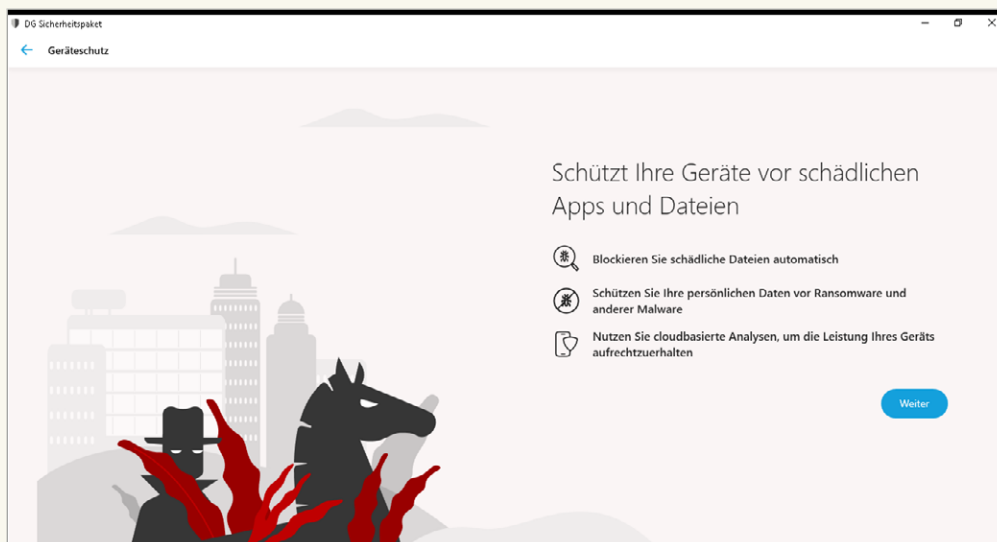 DG Sicherheitspaket
Geräteschutz
Schützt Ihre Geräte vor schädlichen
Apps und Dateien
Blockieren Sie schädliche Dateien automatisch
Schützen Sie Ihre persönlichen Daten vor Ransomware und
anderer Malware
Nutzen Sie cloudbasierte Analysen, um die Leistung Ihres Geräts
aufrechtzuerhalten
Weiter